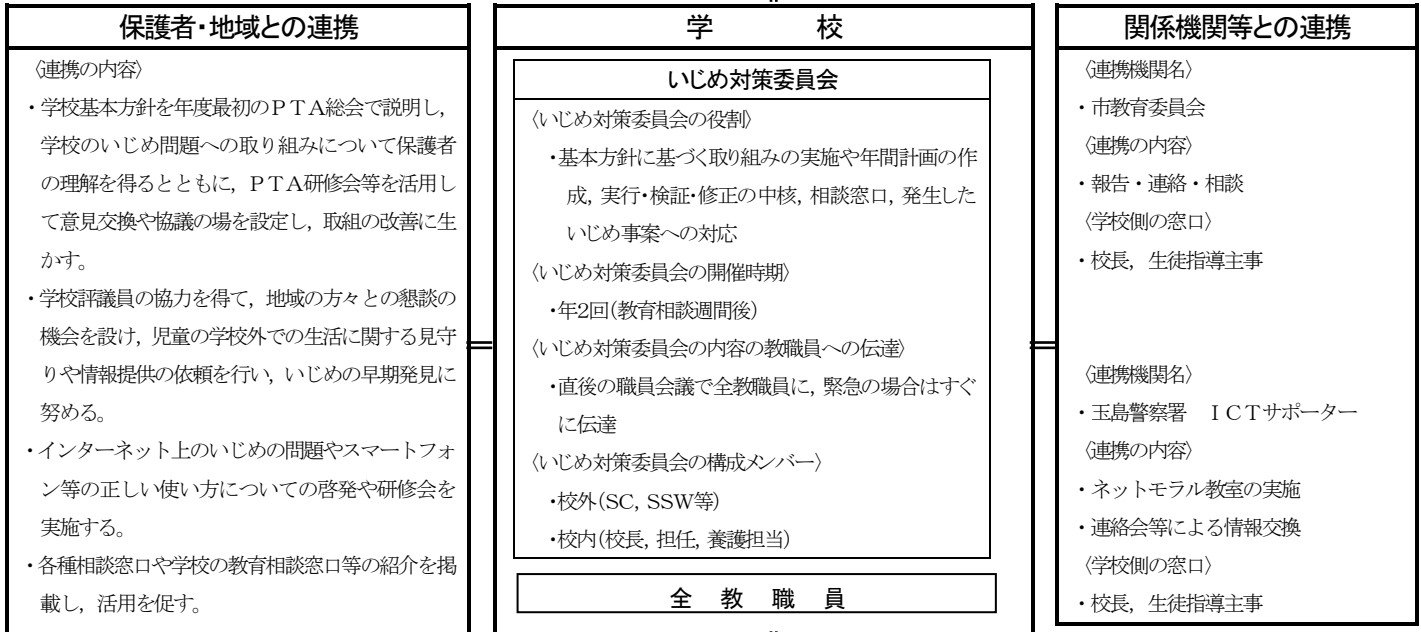 保護者・地域との連携
〈連携の内容〉
・学校基本方針を年度最初のＰＴＡ総会で説明し，
学校のいじめ問題への取り組みについて保護者
の理解を得るとともに，ＰＴＡ研修会等を活用し
て意見交換や協議の場を設定し，取組の改善に生
かす。
・学校評議員の協力を得て，地域の方々との懇談の
機会を設け，児童の学校外での生活に関する見守
りや情報提供の依頼を行い，いじめの早期発見に
努める。
・インターネット上のいじめの問題やスマートフォ
ン等の正しい使い方についての啓発や研修会を
実施する。
・各種相談窓口や学校の教育相談窓口等の紹介を掲
載し，活用を促す。
学　校
いじめ対策委員会
〈いじめ対策委員会の役割〉
・基本方針に基づく取り組みの実施や年間計画の作
成，実行・検証・修正の中核，相談窓口，発生した
いじめ事案への対応
〈いじめ対策委員会の開催時期〉
・年2回（教育相談週間後）
〈いじめ対策委員会の内容の教職員への伝達〉
・直後の職員会議で全教職員に，緊急の場合はすぐ
に伝達
〈いじめ対策委員会の構成メンバー〉
・校外（SC，SSW等）
・校内（校長，担任，養護担当）
全　教　職　員
関係機関等との連携
〈連携機関名〉
・市教育委員会
〈連携の内容〉
・報告・連絡・相談
〈学校側の窓口〉
・校長，生徒指導主事
〈連携機関名〉
・玉島警察署　ＩＣＴサポーター
〈連携の内容〉
・ネットモラル教室の実施
・連絡会等による情報交換
〈学校側の窓口〉
・校長，生徒指導主事